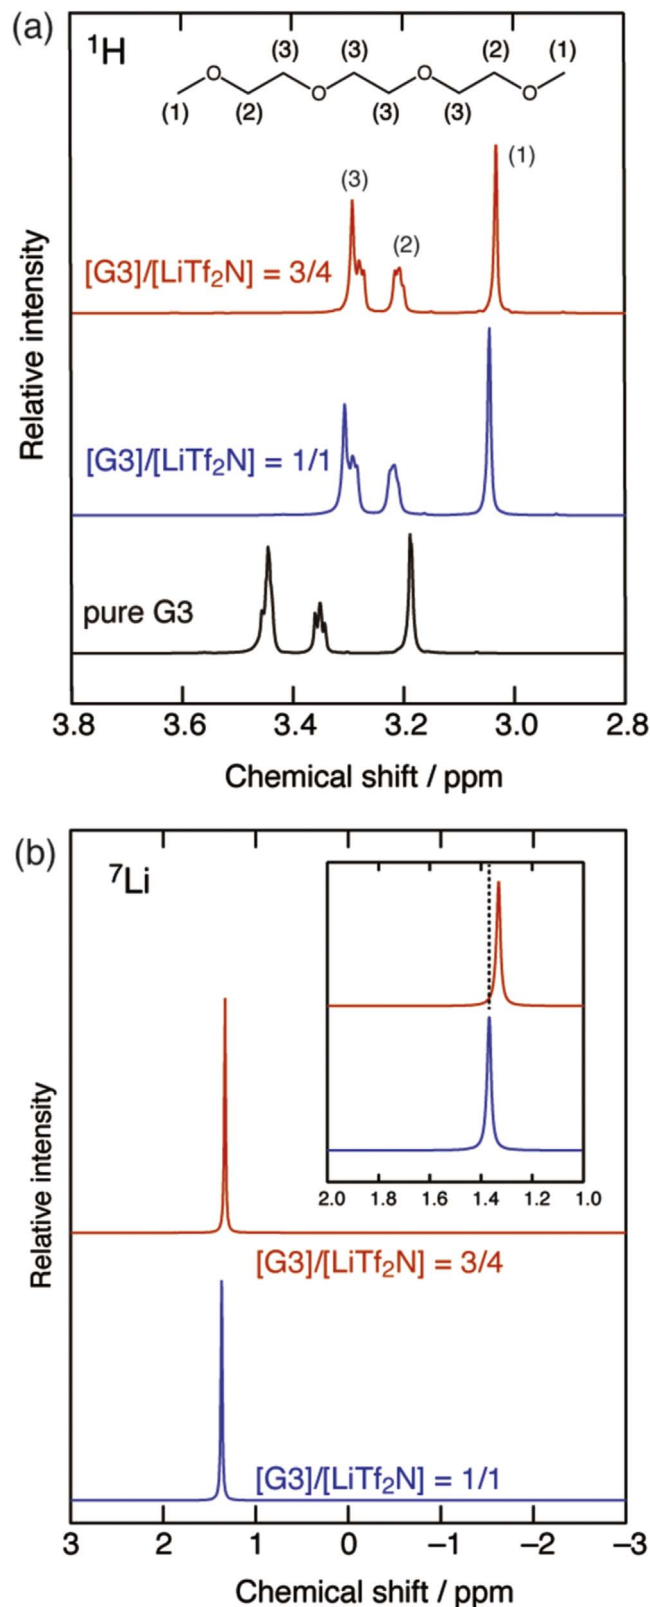 (a)
¹H
(3) (3) (2) (1)
O O O O
(1) (2) (3) (3)
(3) (2) (1)
[G3]/[LiTf₂N] = 3/4
[G3]/[LiTf₂N] = 1/1
pure G3
Relative intensity
3.8 3.6 3.4 3.2 3.0 2.8
Chemical shift / ppm
(b)
⁷Li
2.0 1.8 1.6 1.4 1.2 1.0
[G3]/[LiTf₂N] = 3/4
[G3]/[LiTf₂N] = 1/1
Relative intensity
3 2 1 0 −1 −2 −3
Chemical shift / ppm